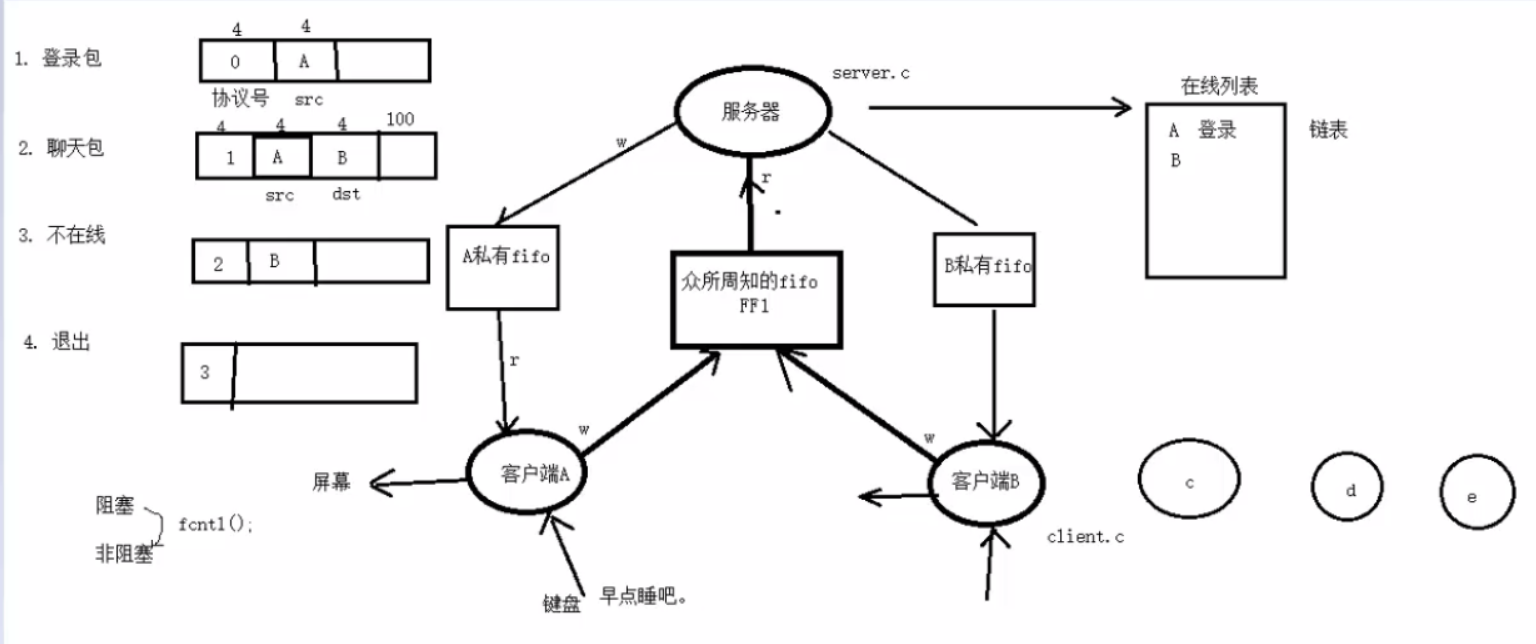 4 4
1. 登录包
0 A
协议号 src
4 4 4 100
2. 聊天包
1 A B
src dst
3. 不在线
2 B
4. 退出
3
阻塞
fcntl();
非阻塞
server.c
服务器
w
r
A私有fifo
众所周知的fifo
FF1
B私有fifo
r
w
w
屏幕
客户端A
客户端B
client.c
键盘 早点睡吧。
在线列表
A 登录
B
链表
c
d
e